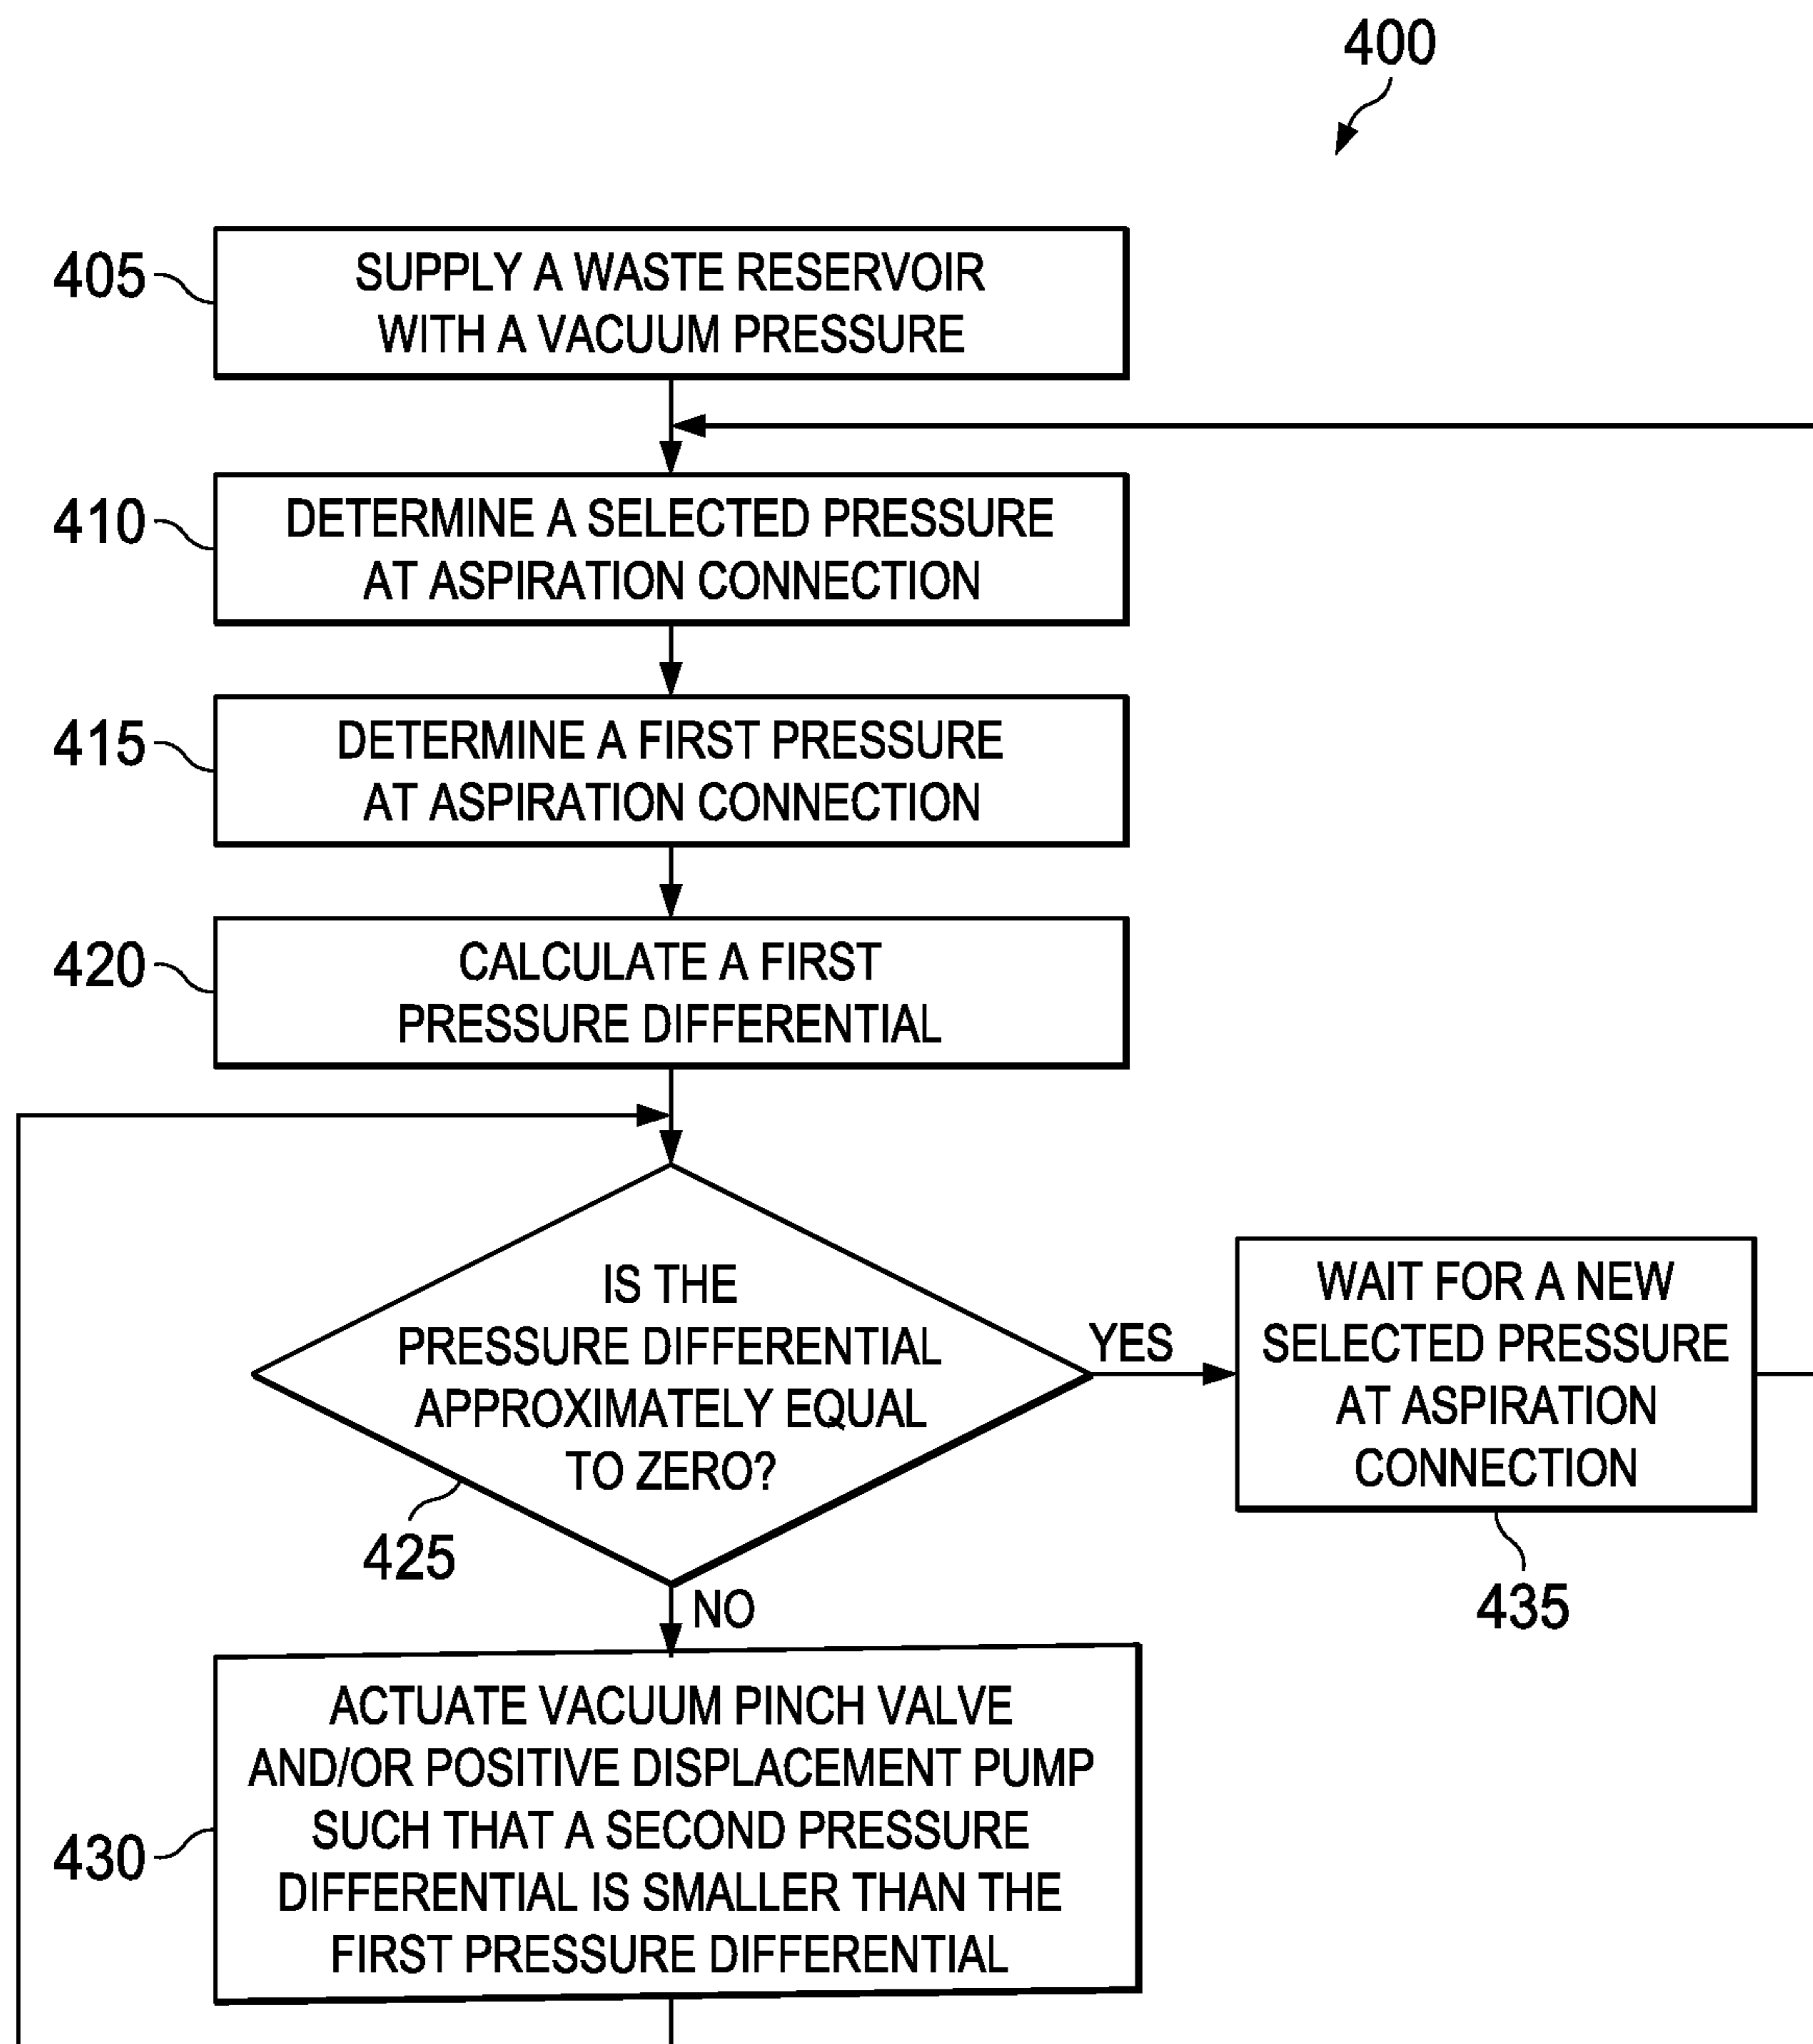 400
405
SUPPLY A WASTE RESERVOIR
WITH A VACUUM PRESSURE
410
DETERMINE A SELECTED PRESSURE
AT ASPIRATION CONNECTION
415
DETERMINE A FIRST PRESSURE
AT ASPIRATION CONNECTION
420
CALCULATE A FIRST
PRESSURE DIFFERENTIAL
IS THE
PRESSURE DIFFERENTIAL
APPROXIMATELY EQUAL
TO ZERO?
425
YES
WAIT FOR A NEW
SELECTED PRESSURE
AT ASPIRATION
CONNECTION
435
NO
430
ACTUATE VACUUM PINCH VALVE
AND/OR POSITIVE DISPLACEMENT PUMP
SUCH THAT A SECOND PRESSURE
DIFFERENTIAL IS SMALLER THAN THE
FIRST PRESSURE DIFFERENTIAL